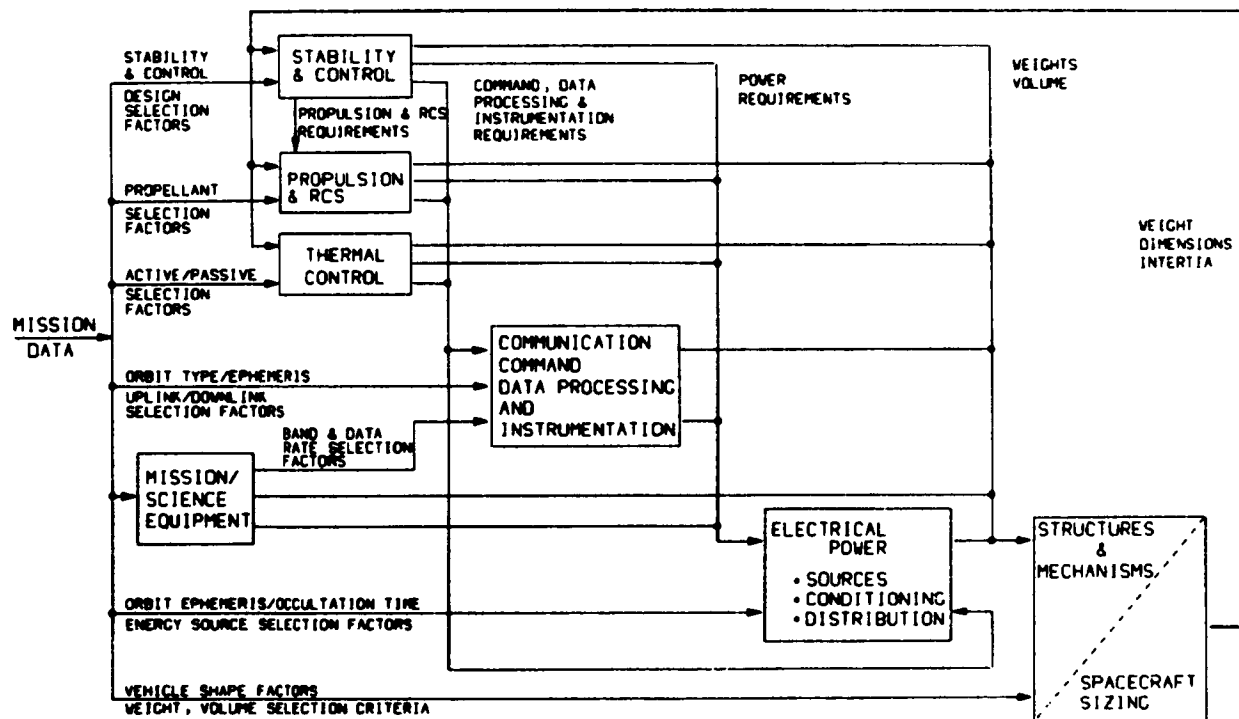 STABILITY
& CONTROL
DESIGN
SELECTION
FACTORS
STABILITY
& CONTROL
PROPULSION & RCS
REQUIREMENTS
COMMAND, DATA
PROCESSING &
INSTRUMENTATION
REQUIREMENTS
POWER
REQUIREMENTS
WEIGHTS
VOLUME
PROPELLANT
SELECTION
FACTORS
PROPULSION
& RCS
WEIGHT
DIMENSIONS
INTERTIA
ACTIVE/PASSIVE
SELECTION
FACTORS
THERMAL
CONTROL
MISSION
DATA
ORBIT TYPE/EPHEMERIS
UPLINK/DOWNLINK
SELECTION FACTORS
COMMUNICATION
COMMAND
DATA PROCESSING
AND
INSTRUMENTATION
BAND & DATA
RATE SELECTION
FACTORS
MISSION/
SCIENCE
EQUIPMENT
ELECTRICAL
POWER
• SOURCES
• CONDITIONING
• DISTRIBUTION
STRUCTURES
&
MECHANISMS
ORBIT EPHEMERIS/OCCULTATION TIME
ENERGY SOURCE SELECTION FACTORS
VEHICLE SHAPE FACTORS
WEIGHT, VOLUME SELECTION CRITERIA
SPACECRAFT
SIZING